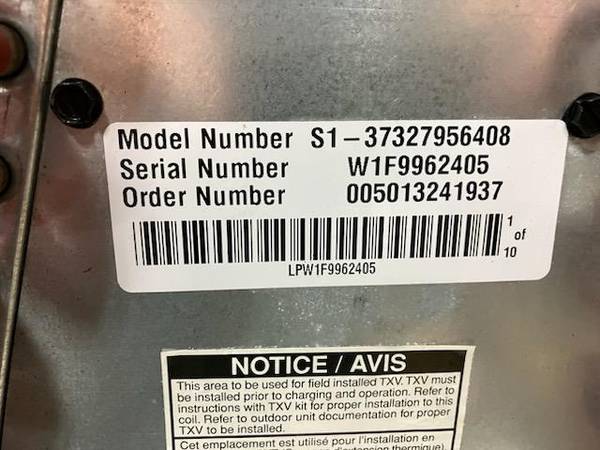 Model Number S1-37327956408
Serial Number W1F9962405
Order Number 005013241937
1 of 10
LPW1F9962405
NOTICE / AVIS
This area to be used for field installed TXV. TXV must
be installed prior to charging and operation. Refer to
instructions with TXV kit for proper installation to this
coil. Refer to outdoor unit documentation for proper
TXV to be installed.
Cet emplacement est utilisé pour l'installation en